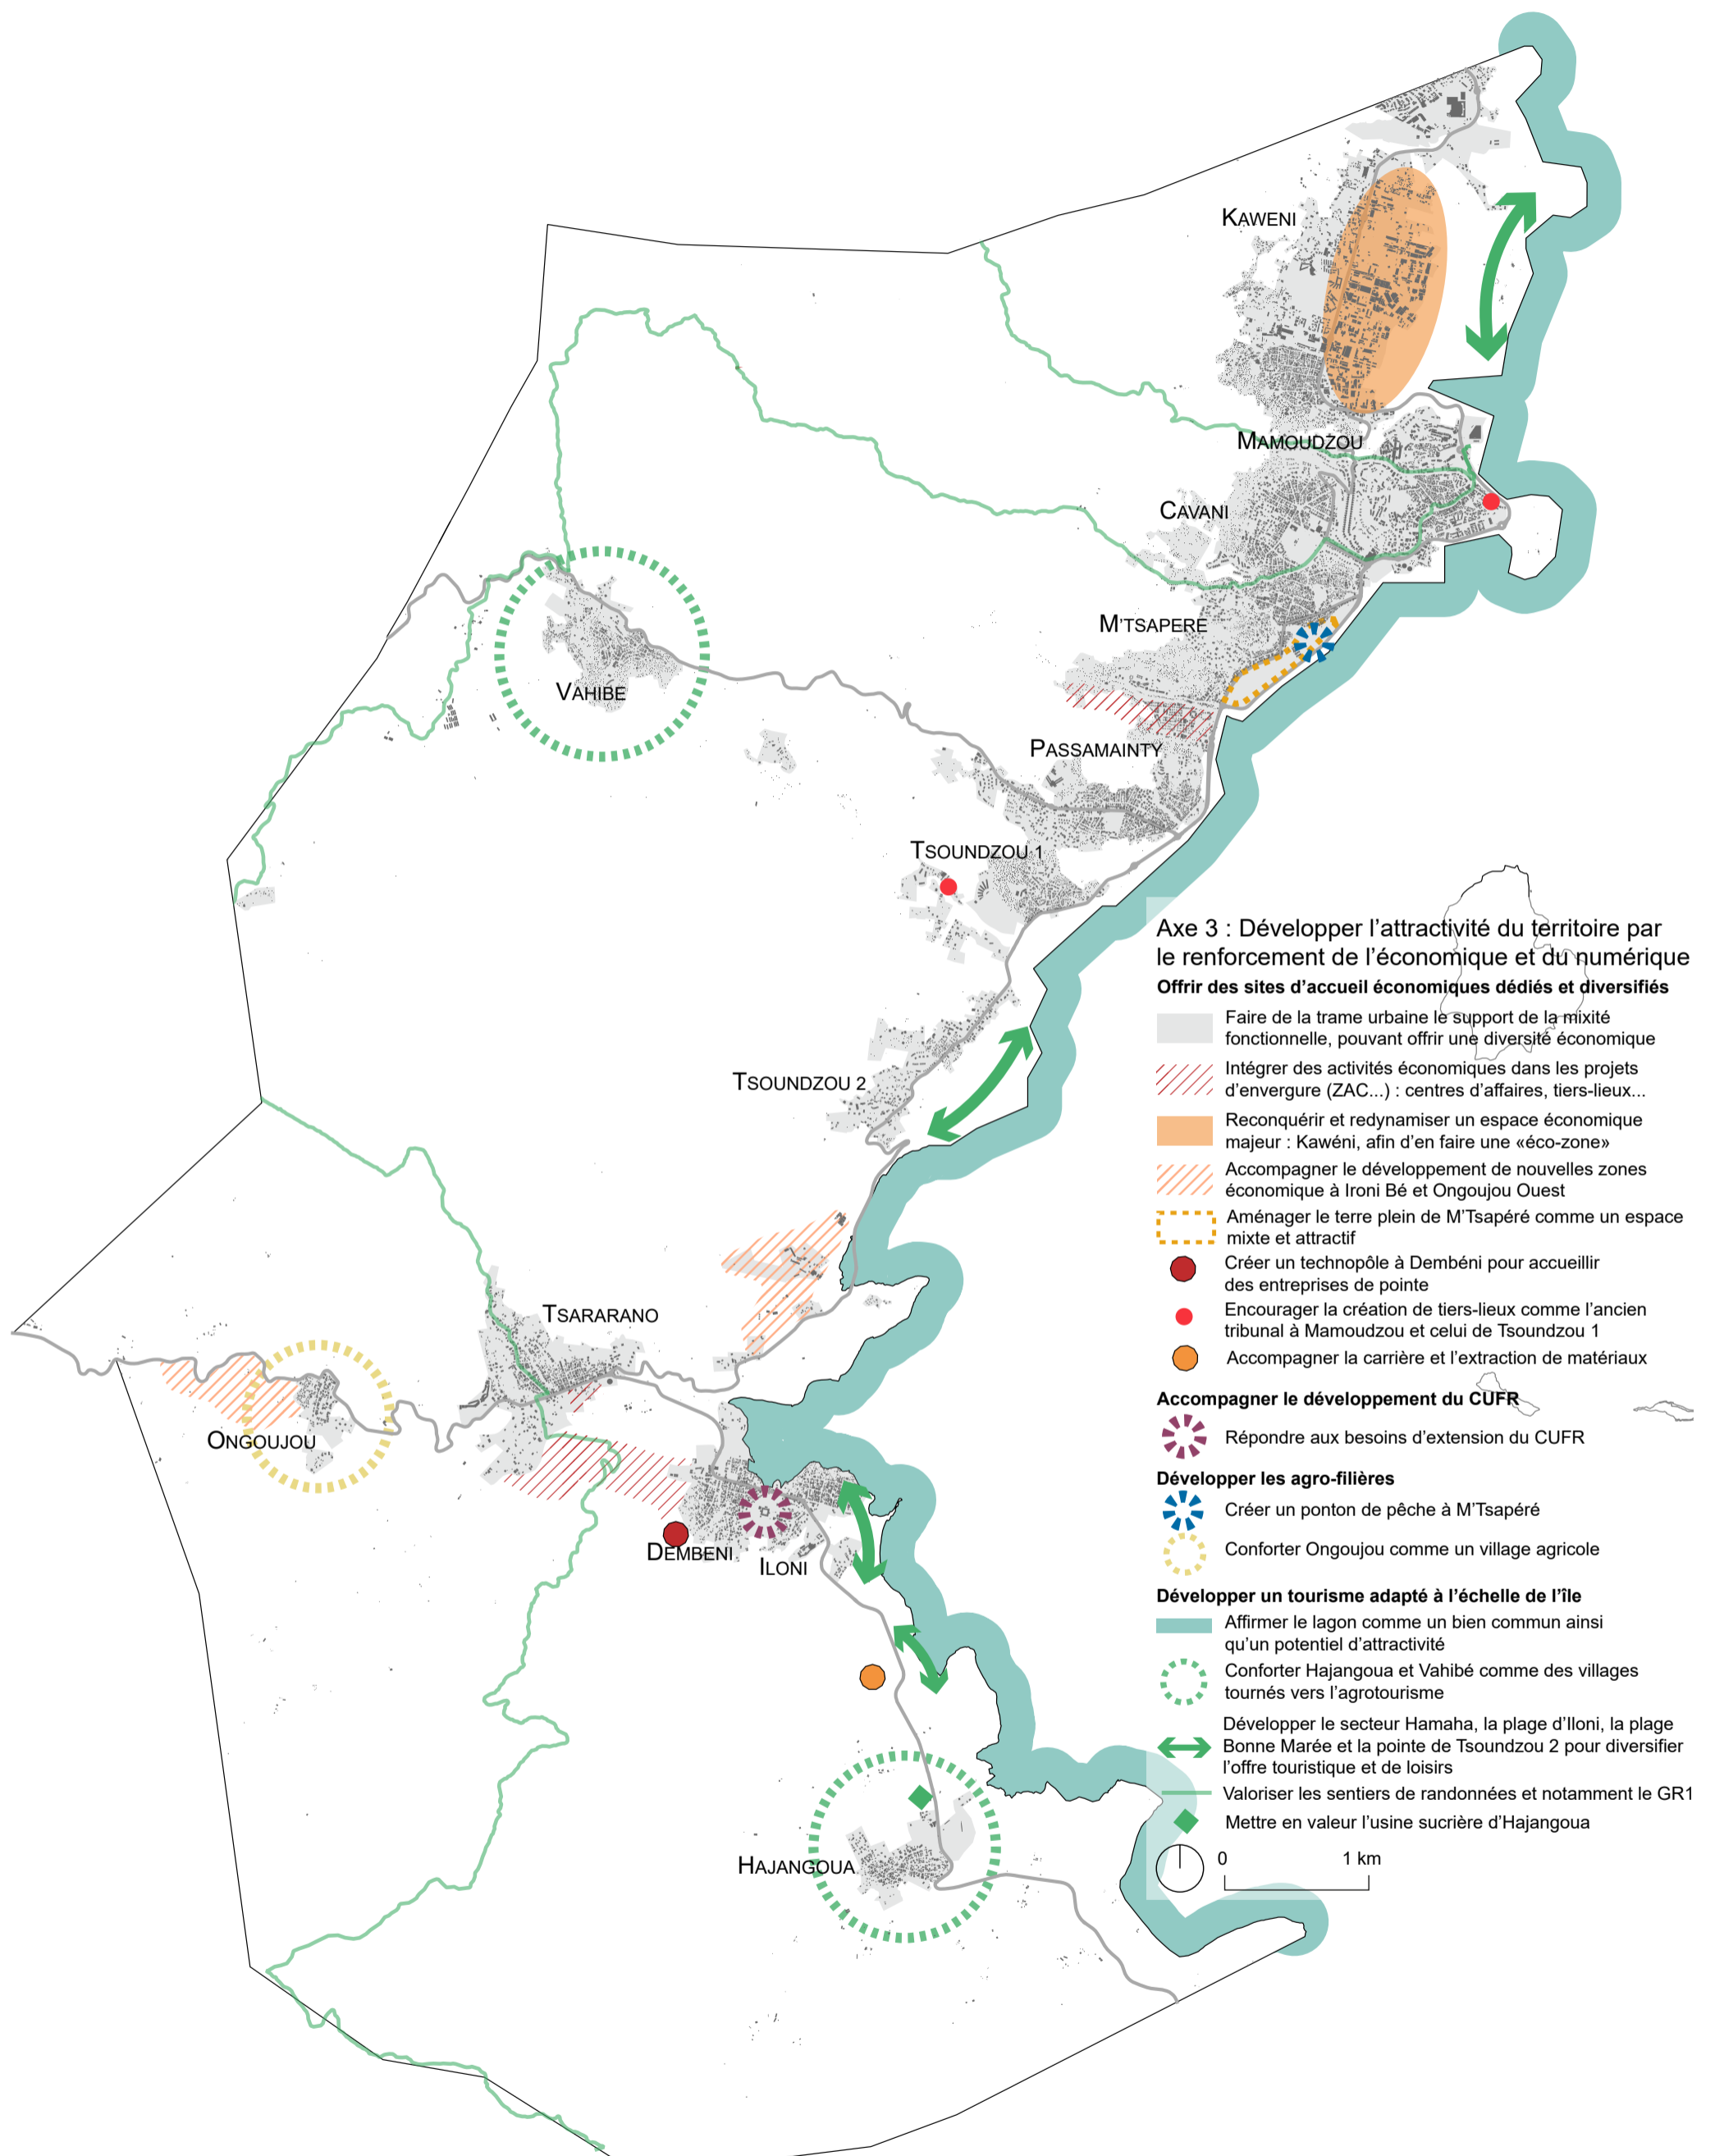 KAWENI
MAMOUDZOU
CAVANI
M'TSAPERE
VAHIBE
PASSAMAINTY
TSOUNDZOU 1
TSOUNDZOU 2
TSARARANO
ONGOUJOU
DEMBENI
ILONI
HAJANGOUA
Axe 3 : Développer l'attractivité du territoire par
le renforcement de l'économique et du numérique
Offrir des sites d'accueil économiques dédiés et diversifiés
Faire de la trame urbaine le support de la mixité
fonctionnelle, pouvant offrir une diversité économique
Intégrer des activités économiques dans les projets
d'envergure (ZAC...) : centres d'affaires, tiers-lieux...
Reconquérir et redynamiser un espace économique
majeur : Kawéni, afin d'en faire une «éco-zone»
Accompagner le développement de nouvelles zones
économique à Ironi Bé et Ongoujou Ouest
Aménager le terre plein de M'Tsapéré comme un espace
mixte et attractif
Créer un technopôle à Dembéni pour accueillir
des entreprises de pointe
Encourager la création de tiers-lieux comme l'ancien
tribunal à Mamoudzou et celui de Tsoundzou 1
Accompagner la carrière et l'extraction de matériaux
Accompagner le développement du CUFR
Répondre aux besoins d'extension du CUFR
Développer les agro-filières
Créer un ponton de pêche à M'Tsapéré
Conforter Ongoujou comme un village agricole
Développer un tourisme adapté à l'échelle de l'île
Affirmer le lagon comme un bien commun ainsi
qu'un potentiel d'attractivité
Conforter Hajangoua et Vahibé comme des villages
tournés vers l'agrotourisme
Développer le secteur Hamaha, la plage d'Iloni, la plage
Bonne Marée et la pointe de Tsoundzou 2 pour diversifier
l'offre touristique et de loisirs
Valoriser les sentiers de randonnées et notamment le GR1
Mettre en valeur l'usine sucrière d'Hajangoua
0 1 km